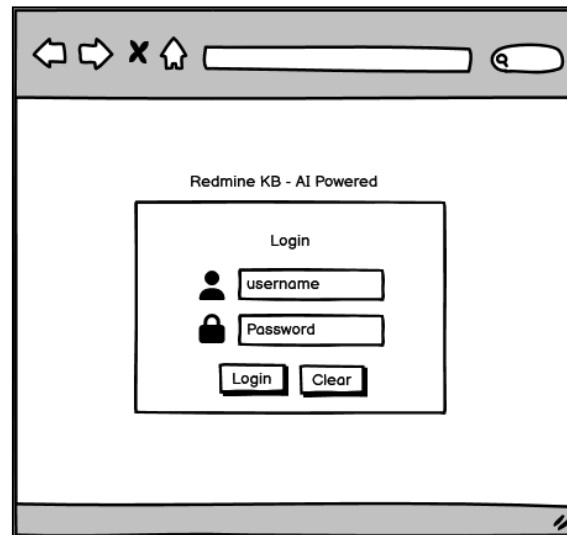 Redmine KB - AI Powered
Login
username
Password
Login Clear